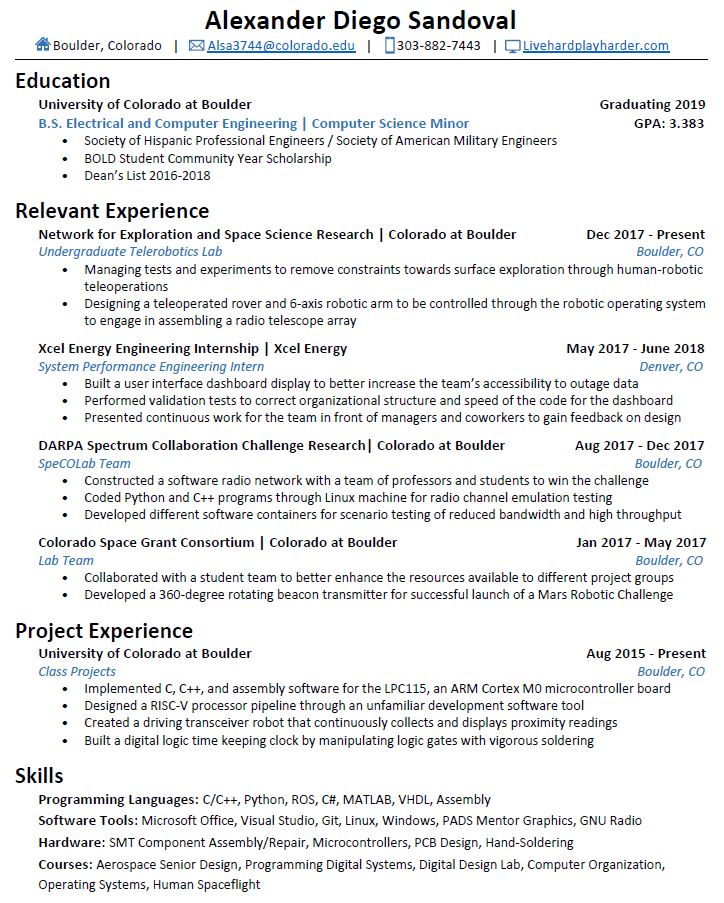 Alexander Diego Sandoval
Boulder, Colorado | Alsa3744@colorado.edu | 303-882-7443 | Livehardplayharder.com
Education
University of Colorado at Boulder Graduating 2019
B.S. Electrical and Computer Engineering | Computer Science Minor GPA: 3.383
• Society of Hispanic Professional Engineers / Society of American Military Engineers
• BOLD Student Community Year Scholarship
• Dean's List 2016-2018
Relevant Experience
Network for Exploration and Space Science Research | Colorado at Boulder Dec 2017 - Present
Undergraduate Telerobotics Lab Boulder, CO
• Managing tests and experiments to remove constraints towards surface exploration through human-robotic
teleoperations
• Designing a teleoperated rover and 6-axis robotic arm to be controlled through the robotic operating system
to engage in assembling a radio telescope array
Xcel Energy Engineering Internship | Xcel Energy May 2017 - June 2018
System Performance Engineering Intern Denver, CO
• Built a user interface dashboard display to better increase the team's accessibility to outage data
• Performed validation tests to correct organizational structure and speed of the code for the dashboard
• Presented continuous work for the team in front of managers and coworkers to gain feedback on design
DARPA Spectrum Collaboration Challenge Research| Colorado at Boulder Aug 2017 - Dec 2017
SpeCOLab Team Boulder, CO
• Constructed a software radio network with a team of professors and students to win the challenge
• Coded Python and C++ programs through Linux machine for radio channel emulation testing
• Developed different software containers for scenario testing of reduced bandwidth and high throughput
Colorado Space Grant Consortium | Colorado at Boulder Jan 2017 - May 2017
Lab Team Boulder, CO
• Collaborated with a student team to better enhance the resources available to different project groups
• Developed a 360-degree rotating beacon transmitter for successful launch of a Mars Robotic Challenge
Project Experience
University of Colorado at Boulder Aug 2015 - Present
Class Projects Boulder, CO
• Implemented C, C++, and assembly software for the LPC115, an ARM Cortex M0 microcontroller board
• Designed a RISC-V processor pipeline through an unfamiliar development software tool
• Created a driving transceiver robot that continuously collects and displays proximity readings
• Built a digital logic time keeping clock by manipulating logic gates with vigorous soldering
Skills
Programming Languages: C/C++, Python, ROS, C#, MATLAB, VHDL, Assembly
Software Tools: Microsoft Office, Visual Studio, Git, Linux, Windows, PADS Mentor Graphics, GNU Radio
Hardware: SMT Component Assembly/Repair, Microcontrollers, PCB Design, Hand-Soldering
Courses: Aerospace Senior Design, Programming Digital Systems, Digital Design Lab, Computer Organization,
Operating Systems, Human Spaceflight